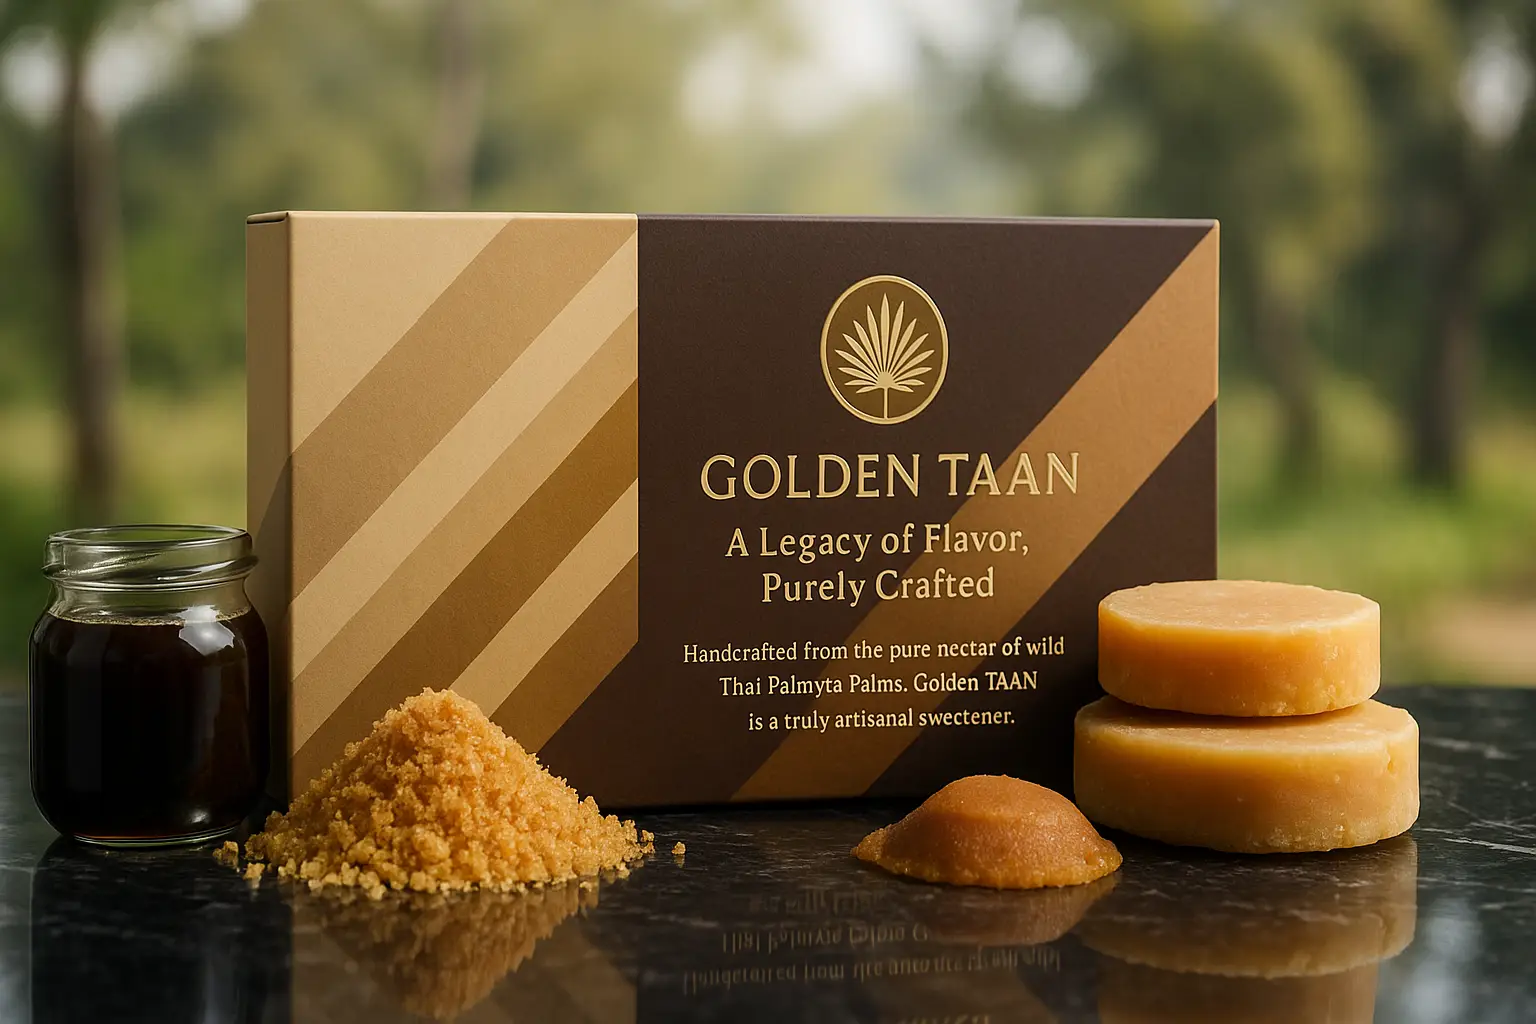 GOLDEN TAAN
A Legacy of Flavor,
Purely Crafted
Handcrafted from the pure nectar of wild
Thai Palmyta Palms. Golden TAAN
is a truly artisanal sweetener.